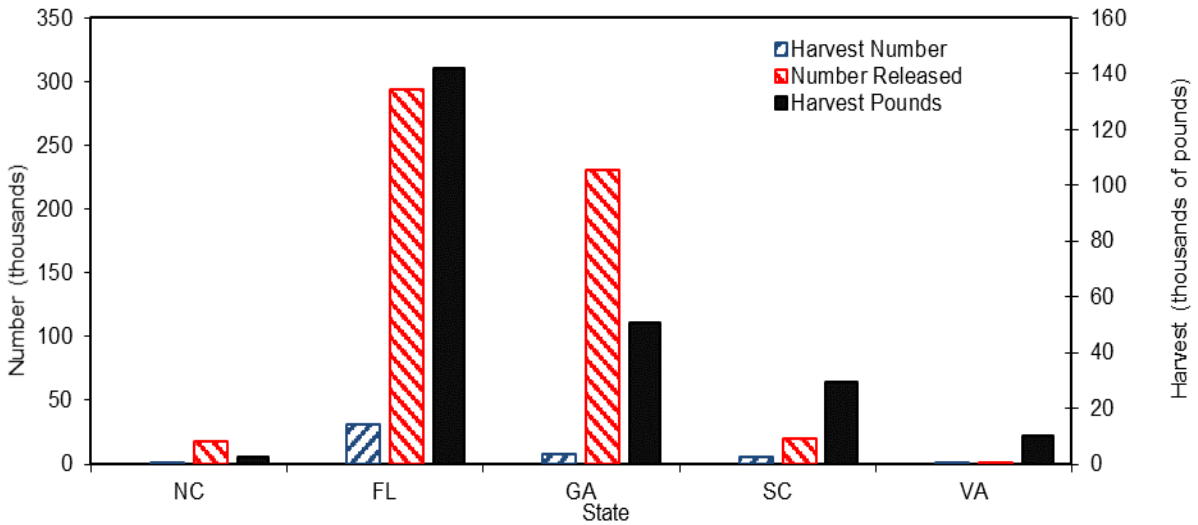 350
300
250
200
150
100
50
0
Number (thousands)
160
140
120
100
80
60
40
20
0
Harvest (thousands of pounds)
Harvest Number
Number Released
Harvest Pounds
NC FL GA SC VA
State